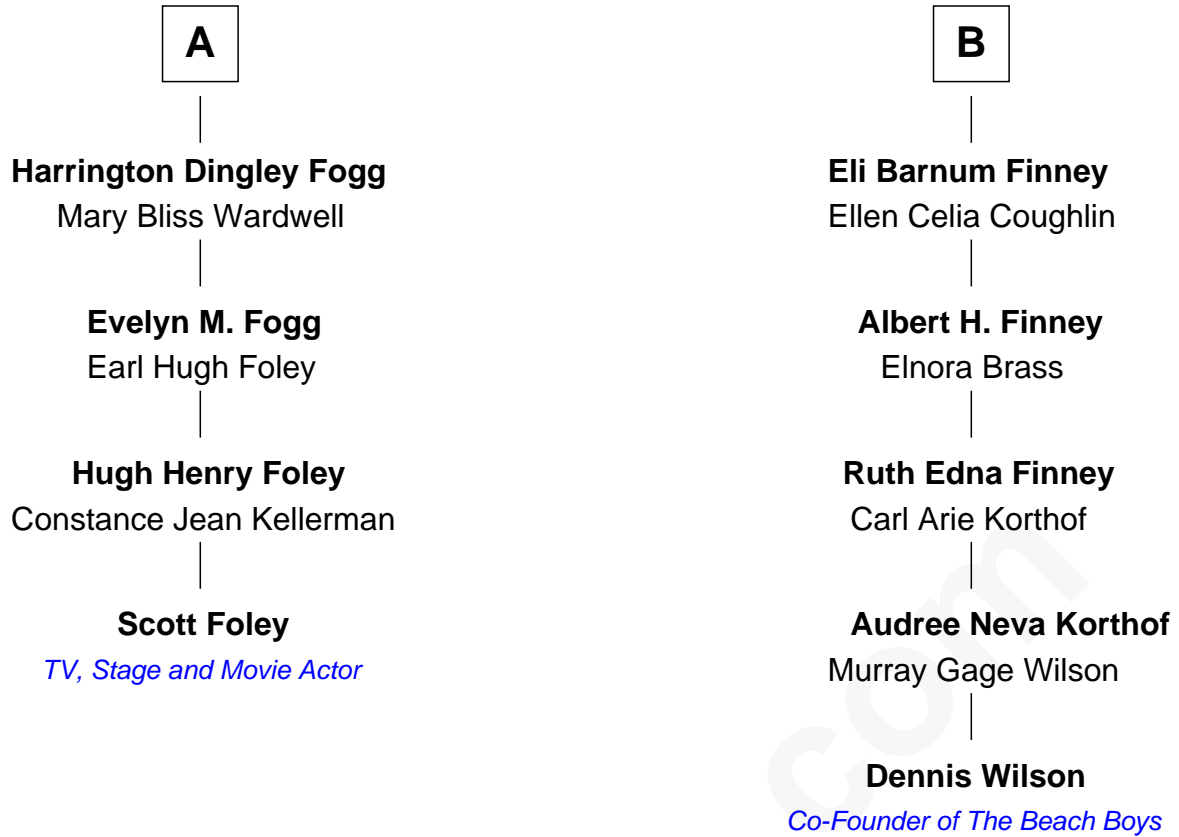 A
B
Harrington Dingley Fogg
Mary Bliss Wardwell
Eli Barnum Finney
Ellen Celia Coughlin
Evelyn M. Fogg
Earl Hugh Foley
Albert H. Finney
Elnora Brass
Hugh Henry Foley
Constance Jean Kellerman
Ruth Edna Finney
Carl Arie Korthof
Scott Foley
TV, Stage and Movie Actor
Audree Neva Korthof
Murray Gage Wilson
Dennis Wilson
Co-Founder of The Beach Boys
com